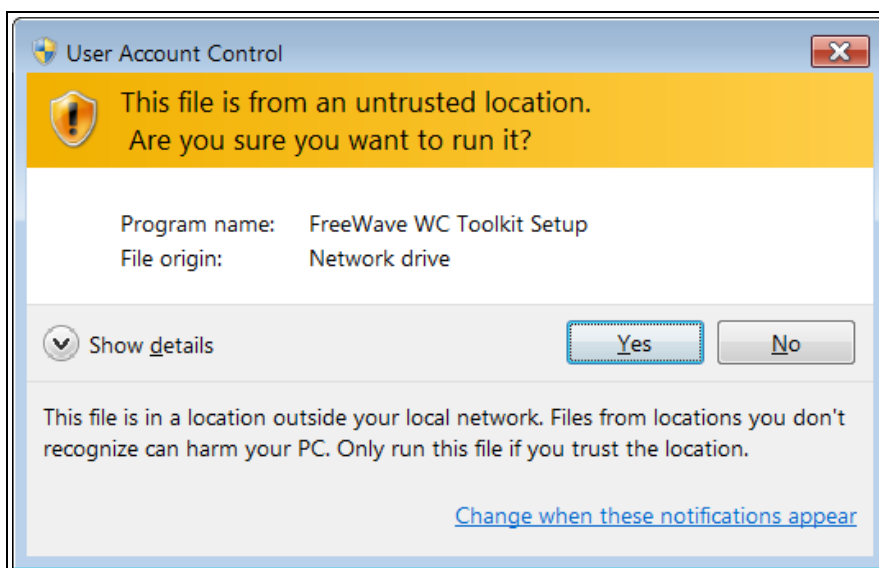 User Account Control
This file is from an untrusted location.
Are you sure you want to run it?
Program name: FreeWave WC Toolkit Setup
File origin: Network drive
Show details
Yes
No
This file is in a location outside your local network. Files from locations you don't
recognize can harm your PC. Only run this file if you trust the location.
Change when these notifications appear